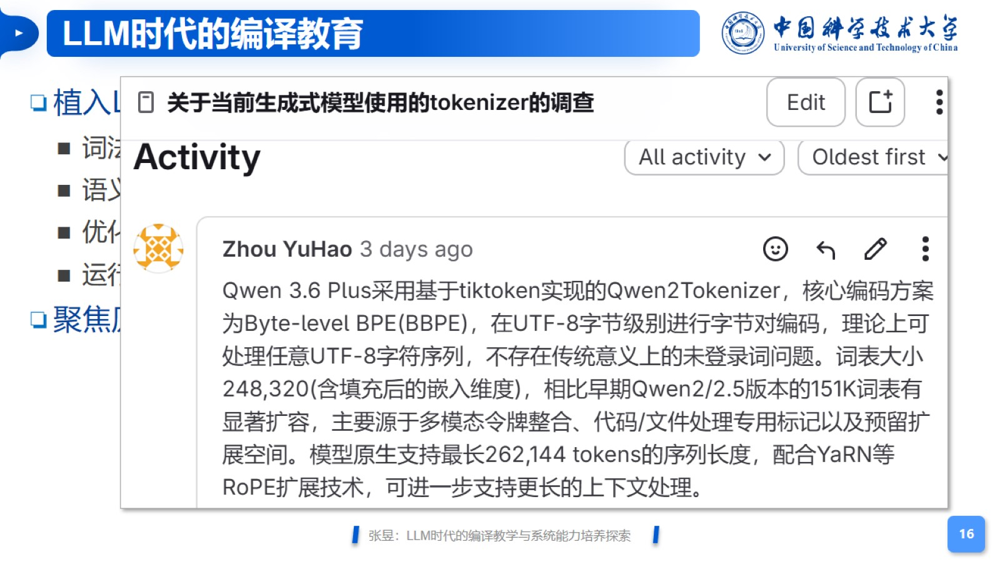 LLM时代的编译教育
中国科学技术大学
University of Science and Technology of China
植入L
词法
语义
优化
运行
聚焦
关于当前生成式模型使用的tokenizer的调查
Edit
Activity
All activity
Oldest first
Zhou YuHao 3 days ago
Qwen 3.6 Plus采用基于tiktoken实现的Qwen2Tokenizer，核心编码方案
为Byte-level BPE(BBPE)，在UTF-8字节级别进行字节对编码，理论上可
处理任意UTF-8字符序列，不存在传统意义上的未登录词问题。词表大小
248,320(含填充后的嵌入维度)，相比早期Qwen2/2.5版本的151K词表有
显著扩容，主要源于多模态令牌整合、代码/文件处理专用标记以及预留扩
展空间。模型原生支持最长262,144 tokens的序列长度，配合YaRN等
RoPE扩展技术，可进一步支持更长的上下文处理。
张昱：LLM时代的编译教学与系统能力培养探索
16